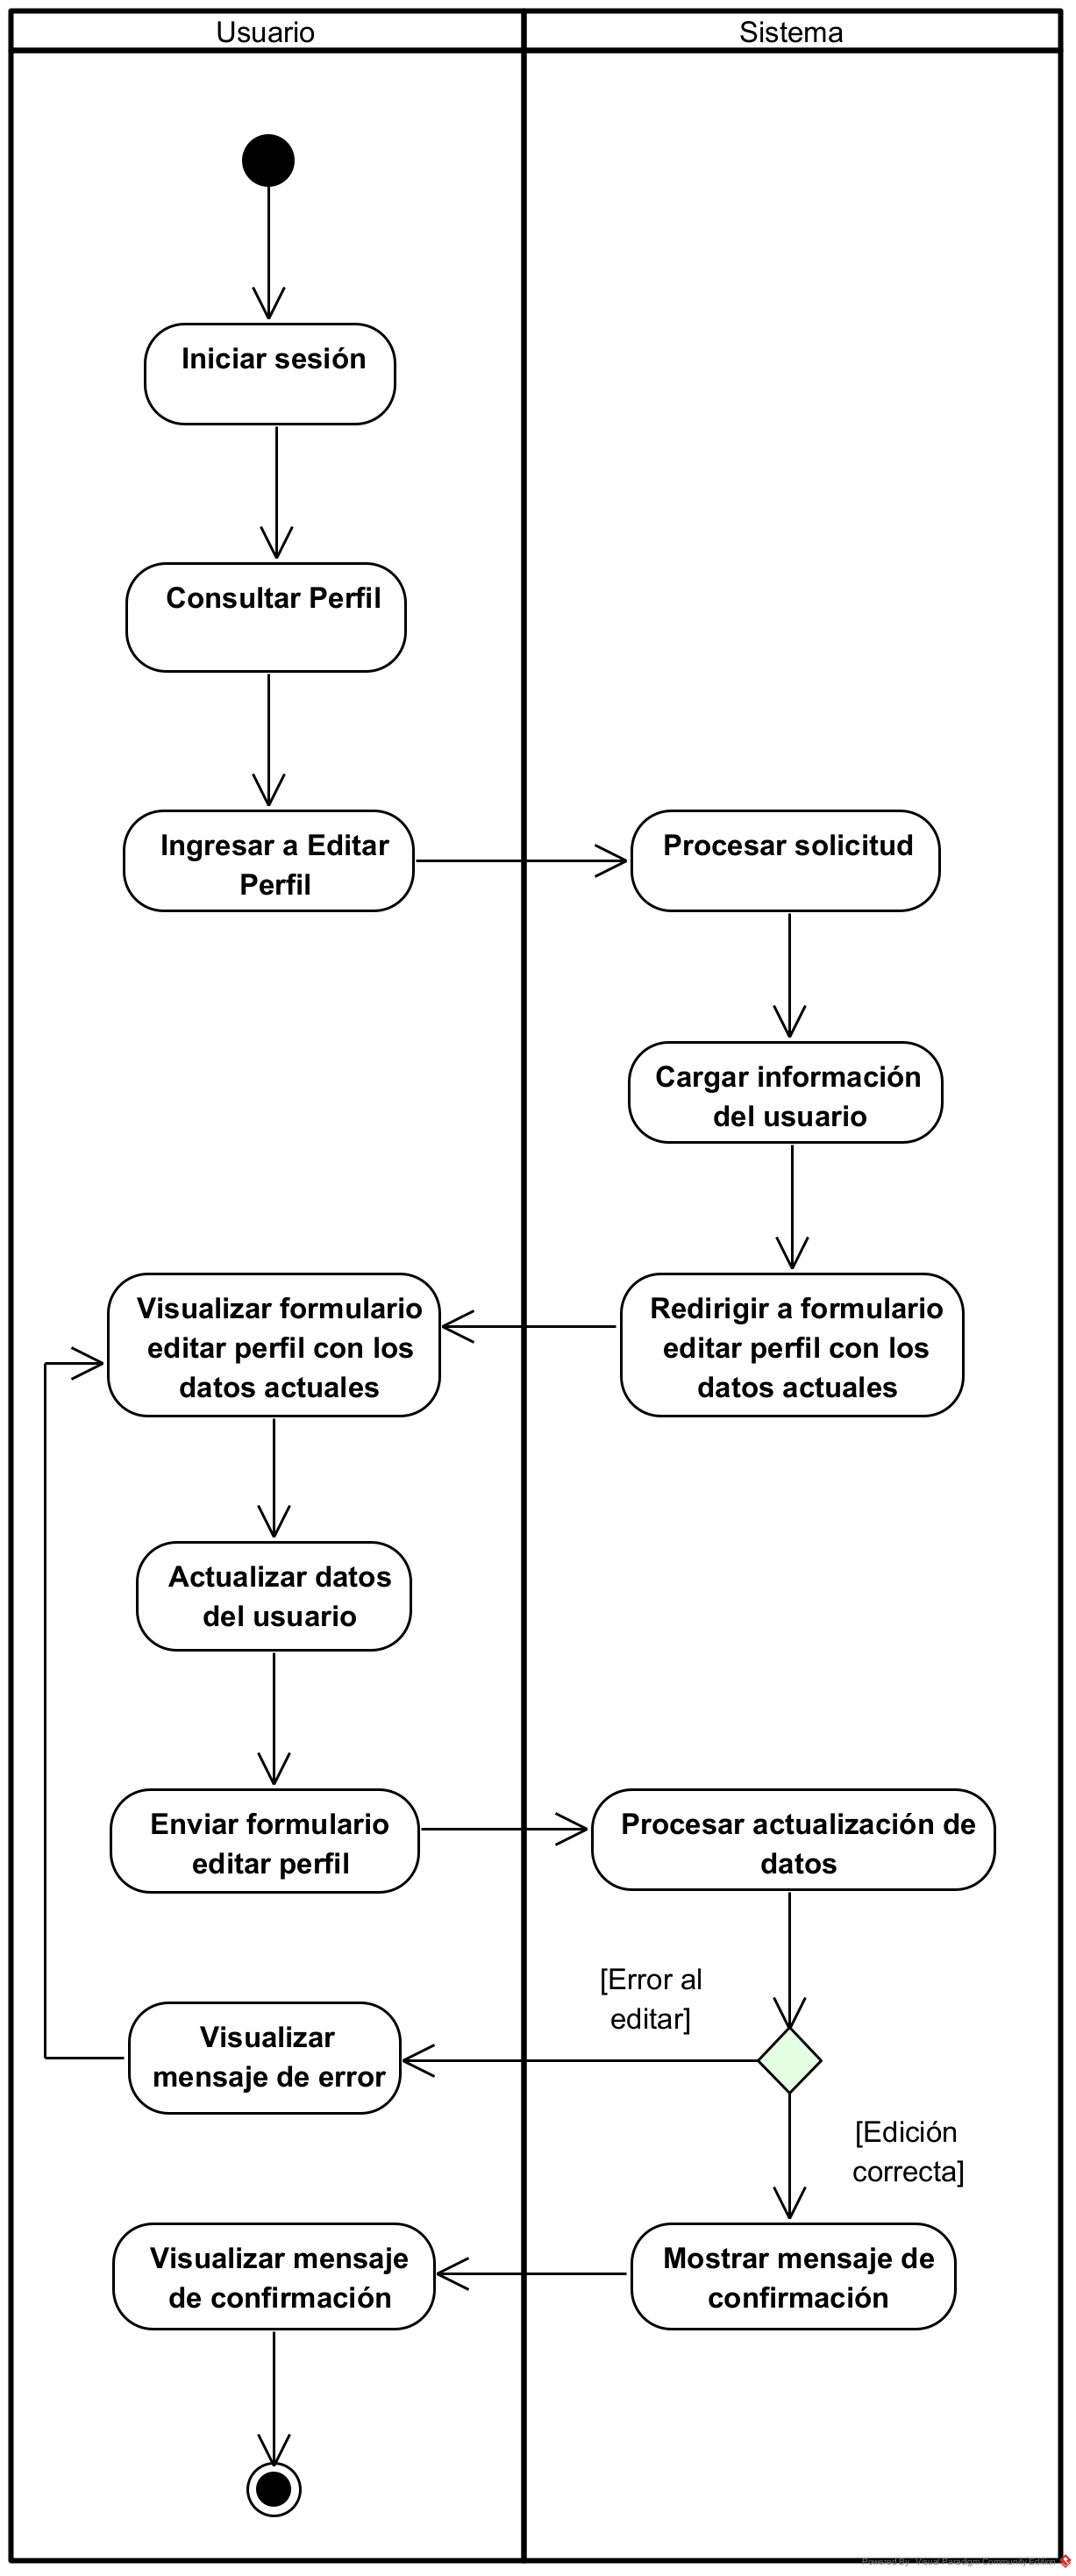 Usuario
Sistema
Iniciar sesión
Consultar Perfil
Ingresar a Editar
Perfil
Procesar solicitud
Cargar información
del usuario
Visualizar formulario
editar perfil con los
datos actuales
Redirigir a formulario
editar perfil con los
datos actuales
Actualizar datos
del usuario
Enviar formulario
editar perfil
Procesar actualización de
datos
[Error al
editar]
Visualizar
mensaje de error
[Edición
correcta]
Visualizar mensaje
de confirmación
Mostrar mensaje de
confirmación
Powered By: Visual Paradigm Community Edition